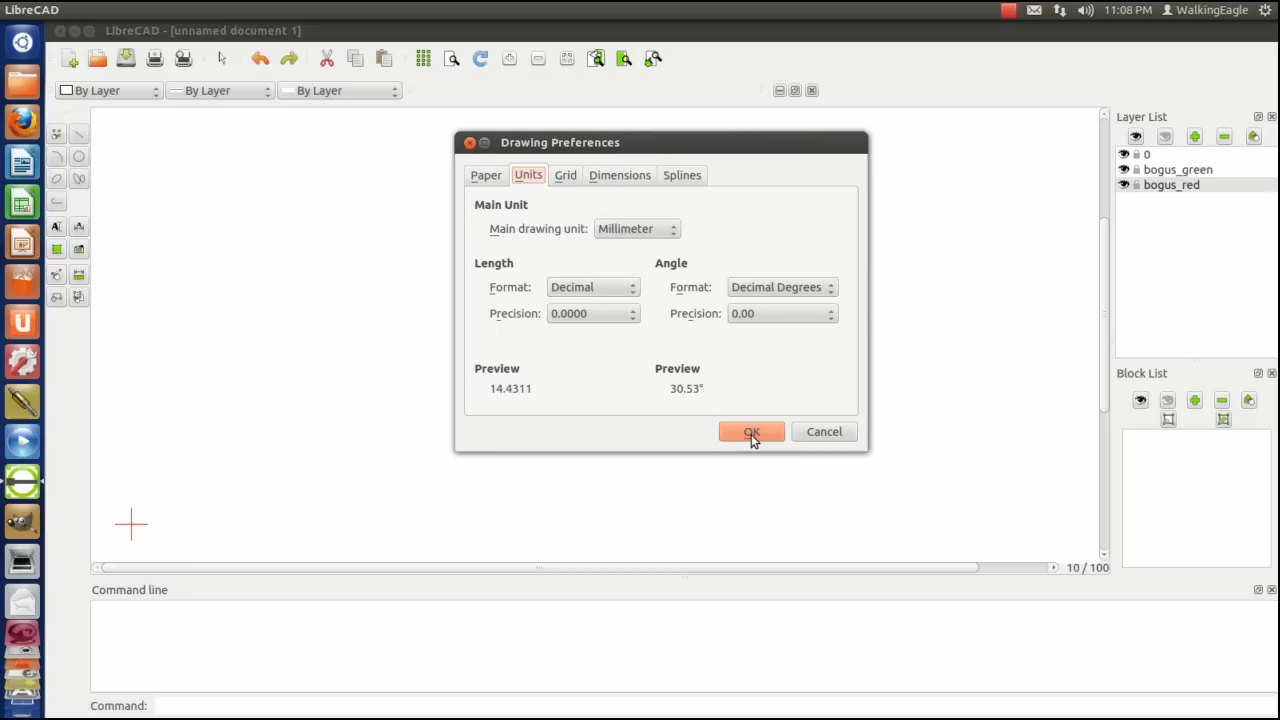 LibreCAD
11:08 PM
WalkingEagle
LibreCAD - [unnamed document 1]
By Layer
By Layer
By Layer
Drawing Preferences
Paper
Units
Grid
Dimensions
Splines
Main Unit
Main drawing unit:
Millimeter
Length
Angle
Format:
Decimal
Format:
Decimal Degrees
Precision:
0.0000
Precision:
0.00
Preview
Preview
14.4311
30.53°
OK
Cancel
Layer List
0
bogus_green
bogus_red
Block List
10 / 100
Command line
Command: